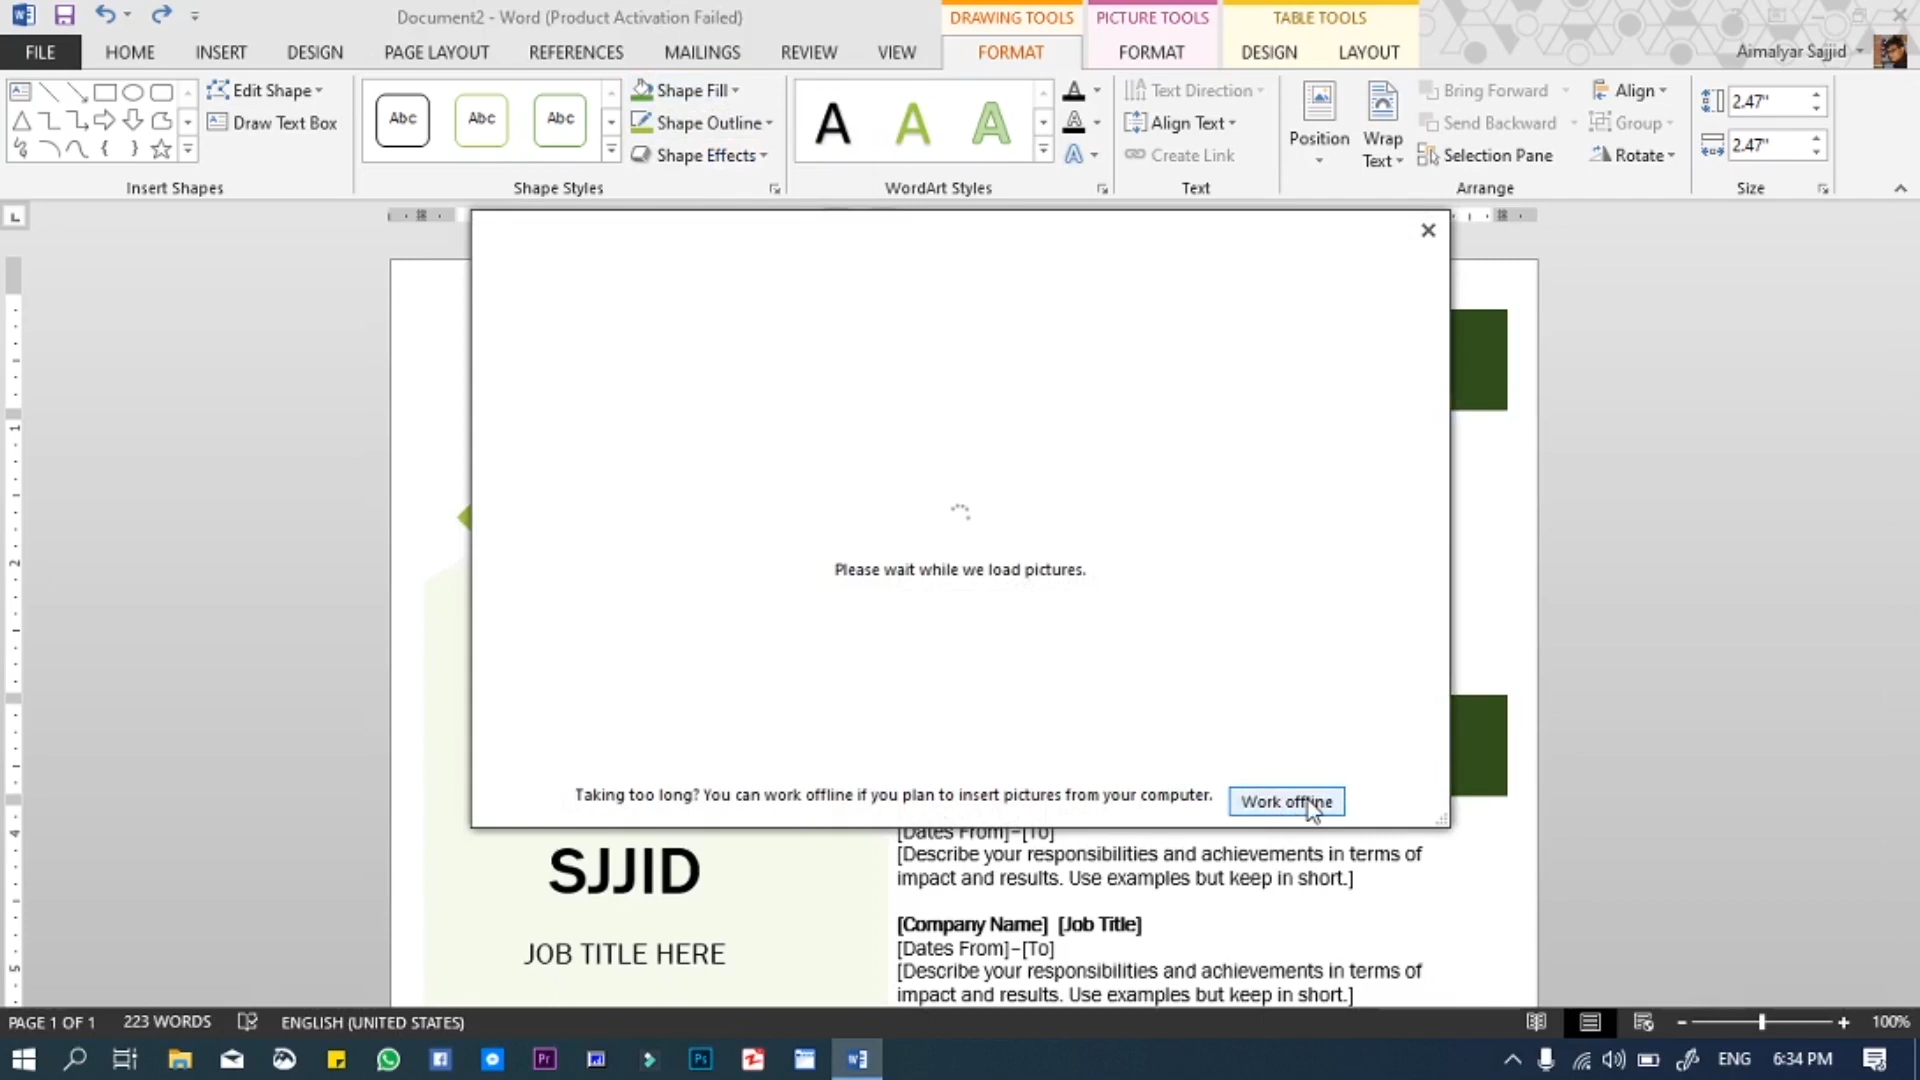 Document2 - Word (Product Activation Failed)
DRAWING TOOLS
PICTURE TOOLS
TABLE TOOLS
FILE
HOME
INSERT
DESIGN
PAGE LAYOUT
REFERENCES
MAILINGS
REVIEW
VIEW
FORMAT
FORMAT
DESIGN
LAYOUT
Aimalyar Sajjid
Edit Shape
Draw Text Box
Insert Shapes
Abc
Abc
Abc
Shape Fill
Shape Outline
Shape Effects
Shape Styles
A
A
A
WordArt Styles
Text Direction
Align Text
Create Link
Text
Position
Wrap
Text
Bring Forward
Send Backward
Selection Pane
Align
Group
Rotate
Arrange
2.47"
2.47"
Size
Please wait while we load pictures.
Taking too long? You can work offline if you plan to insert pictures from your computer.
Work offline
SJJID
JOB TITLE HERE
[Dates From]–[To]
[Describe your responsibilities and achievements in terms of
impact and results. Use examples but keep in short.]
[Company Name] [Job Title]
[Dates From]–[To]
[Describe your responsibilities and achievements in terms of
impact and results. Use examples but keep in short.]
1
2
4
5
PAGE 1 OF 1
223 WORDS
ENGLISH (UNITED STATES)
100%
Pr
Ps
ENG
6:34 PM